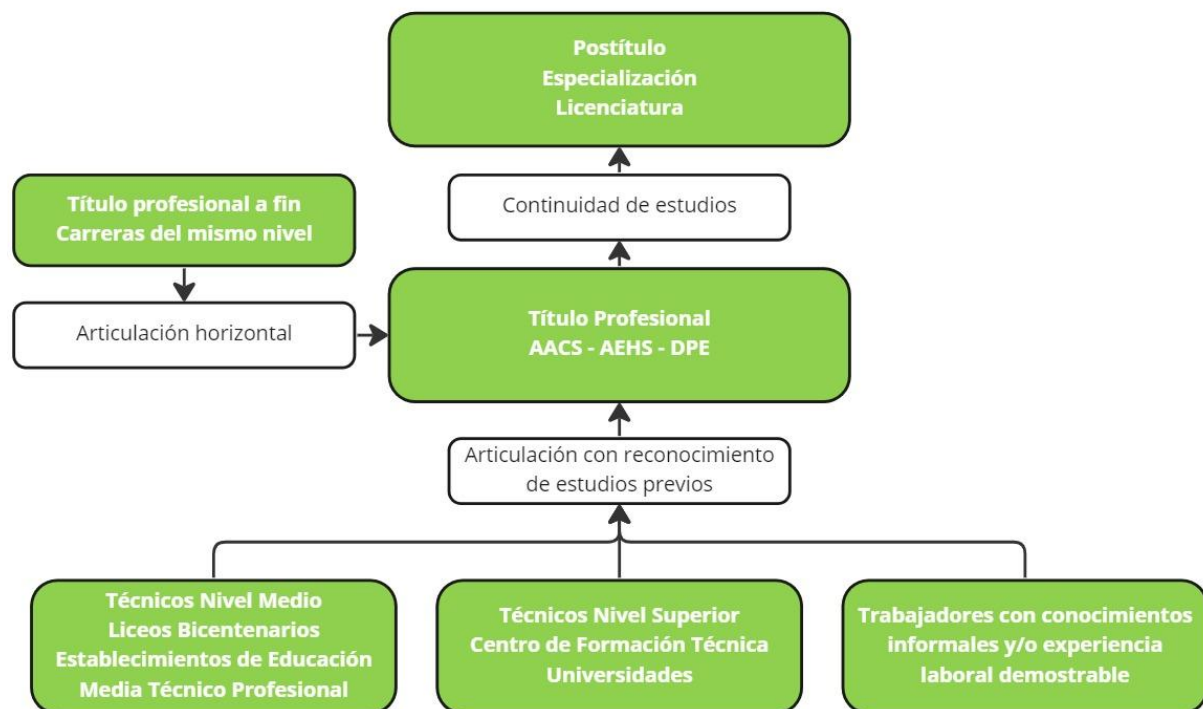 Postítulo
Especialización
Licenciatura
Continuidad de estudios
Título profesional a fin
Carreras del mismo nivel
Articulación horizontal
Título Profesional
AACS - AEHS - DPE
Articulación con reconocimiento
de estudios previos
Técnicos Nivel Medio
Liceos Bicentenarios
Establecimientos de Educación
Media Técnico Profesional
Técnicos Nivel Superior
Centro de Formación Técnica
Universidades
Trabajadores con conocimientos
informales y/o experiencia
laboral demostrable